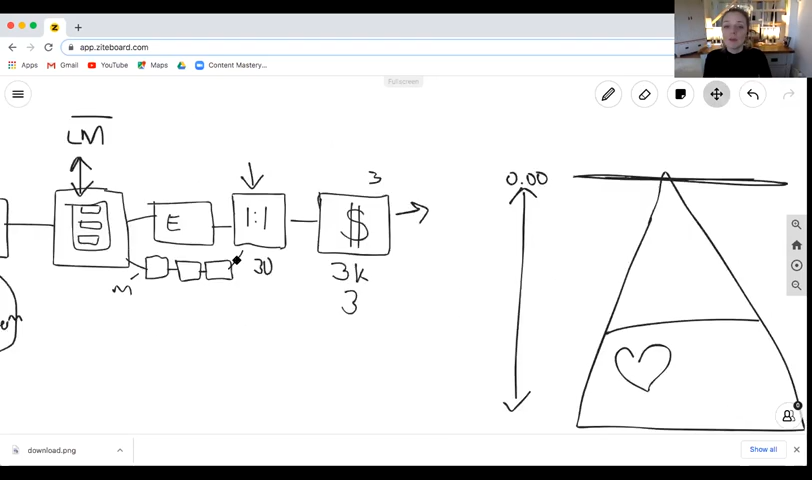 app.ziteboard.com
Apps
Gmail
YouTube
Maps
Content Mastery...
Fullscreen
LM
3
0.00
E
1:1
$
30
3k
3
M
download.png
Show all